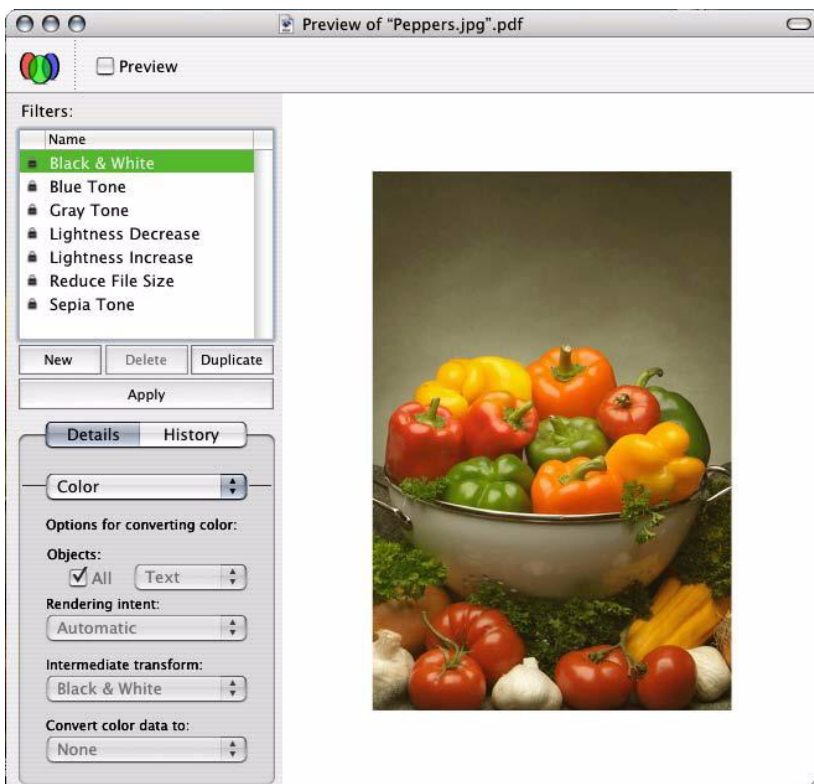 Preview of “Peppers.jpg”.pdf
Preview
Filters:
Name
Black & White
Blue Tone
Gray Tone
Lightness Decrease
Lightness Increase
Reduce File Size
Sepia Tone
New Delete Duplicate
Apply
Details History
Color
Options for converting color:
Objects:
All Text
Rendering intent:
Automatic
Intermediate transform:
Black & White
Convert color data to:
None